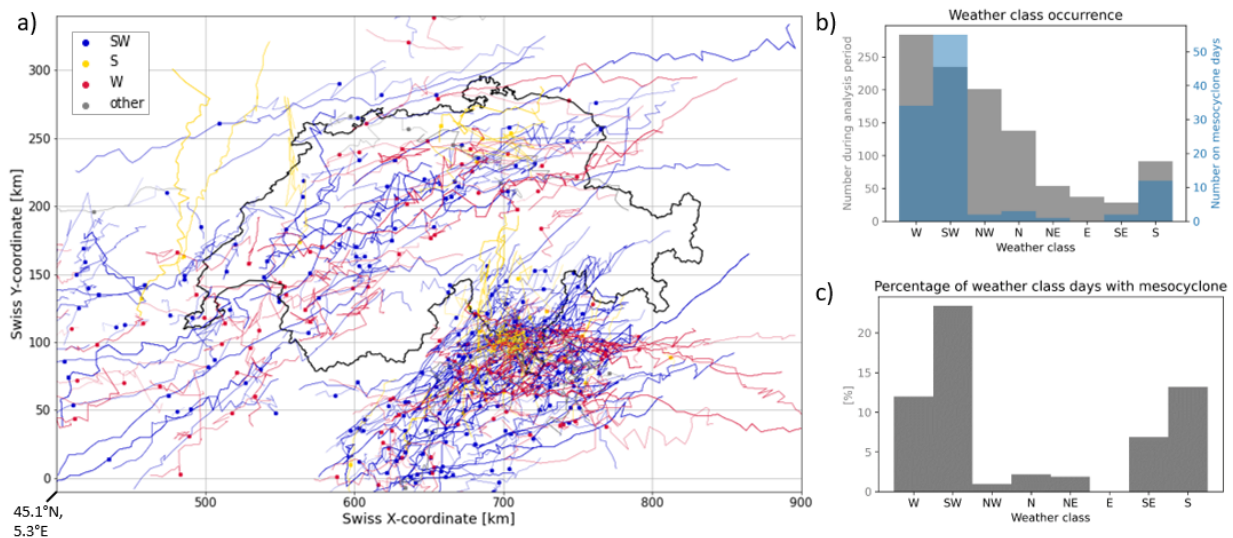 a)
SW
S
W
other
Swiss Y-coordinate [km]
300
250
200
150
100
50
0
500
600
700
800
900
Swiss X-coordinate [km]
45.1°N,
5.3°E
b)
Weather class occurrence
Number during analysis period
250
200
150
100
50
0
50
40
30
20
10
0
Number on mesocyclone days
W SW NW N NE E SE S
Weather class
c)
Percentage of weather class days with mesocyclone
[%]
20
15
10
5
0
W SW NW N NE E SE S
Weather class